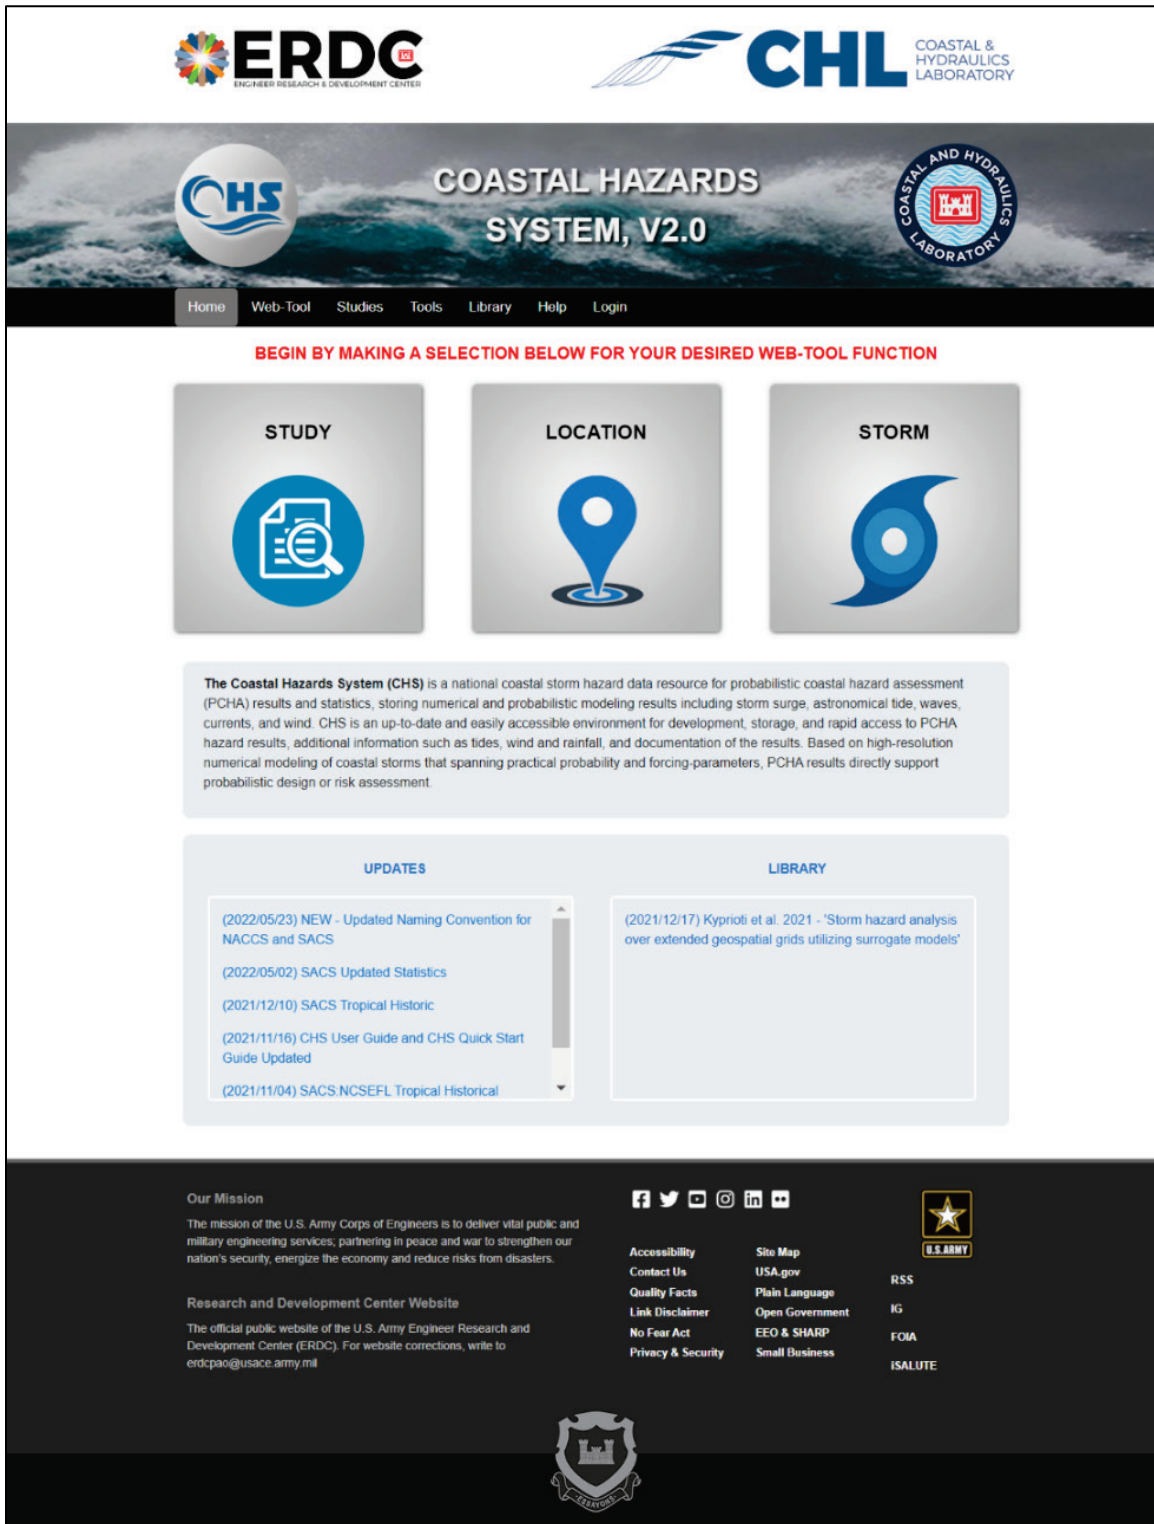 ERDC
ENGINEER RESEARCH & DEVELOPMENT CENTER
CHL
COASTAL &
HYDRAULICS
LABORATORY
CHS
COASTAL HAZARDS
SYSTEM, V2.0
COASTAL AND HYDRAULICS LABORATORY
Home Web-Tool Studies Tools Library Help Login
BEGIN BY MAKING A SELECTION BELOW FOR YOUR DESIRED WEB-TOOL FUNCTION
STUDY
LOCATION
STORM
The Coastal Hazards System (CHS) is a national coastal storm hazard data resource for probabilistic coastal hazard assessment
(PCHA) results and statistics, storing numerical and probabilistic modeling results including storm surge, astronomical tide, waves,
currents, and wind. CHS is an up-to-date and easily accessible environment for development, storage, and rapid access to PCHA
hazard results, additional information such as tides, wind and rainfall, and documentation of the results. Based on high-resolution
numerical modeling of coastal storms that spanning practical probability and forcing-parameters, PCHA results directly support
probabilistic design or risk assessment.
UPDATES
(2022/05/23) NEW - Updated Naming Convention for
NACCS and SACS
(2022/05/02) SACS Updated Statistics
(2021/12/10) SACS Tropical Historic
(2021/11/16) CHS User Guide and CHS Quick Start
Guide Updated
(2021/11/04) SACS:NCSEFL Tropical Historical
LIBRARY
(2021/12/17) Kyprioti et al. 2021 - 'Storm hazard analysis
over extended geospatial grids utilizing surrogate models'
Our Mission
The mission of the U.S. Army Corps of Engineers is to deliver vital public and
military engineering services; partnering in peace and war to strengthen our
nation's security, energize the economy and reduce risks from disasters.
Research and Development Center Website
The official public website of the U.S. Army Engineer Research and
Development Center (ERDC). For website corrections, write to
erdcpao@usace.army.mil
Accessibility
Contact Us
Quality Facts
Link Disclaimer
No Fear Act
Privacy & Security
Site Map
USA.gov
Plain Language
Open Government
EEO & SHARP
Small Business
U.S.ARMY
RSS
IG
FOIA
iSALUTE
ESSAYONS